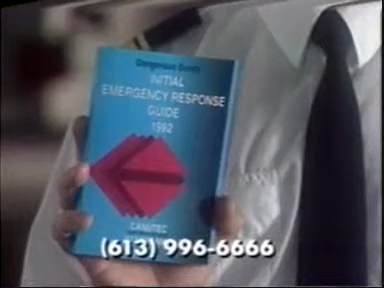 Dangerous Goods
INITIAL
EMERGENCY RESPONSE
GUIDE
1992
CANUTEC
(613) 996-6666